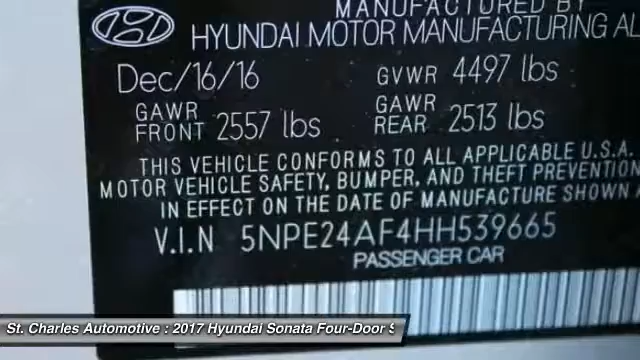 MANUFACTURED BY
HYUNDAI MOTOR MANUFACTURING AL
Dec/16/16 GVWR 4497 lbs
GAWR FRONT 2557 lbs GAWR REAR 2513 lbs
THIS VEHICLE CONFORMS TO ALL APPLICABLE U.S.A.
MOTOR VEHICLE SAFETY, BUMPER, AND THEFT PREVENTION
IN EFFECT ON THE DATE OF MANUFACTURE SHOWN
V.I.N 5NPE24AF4HH539665
PASSENGER CAR
St. Charles Automotive : 2017 Hyundai Sonata Four-Door S